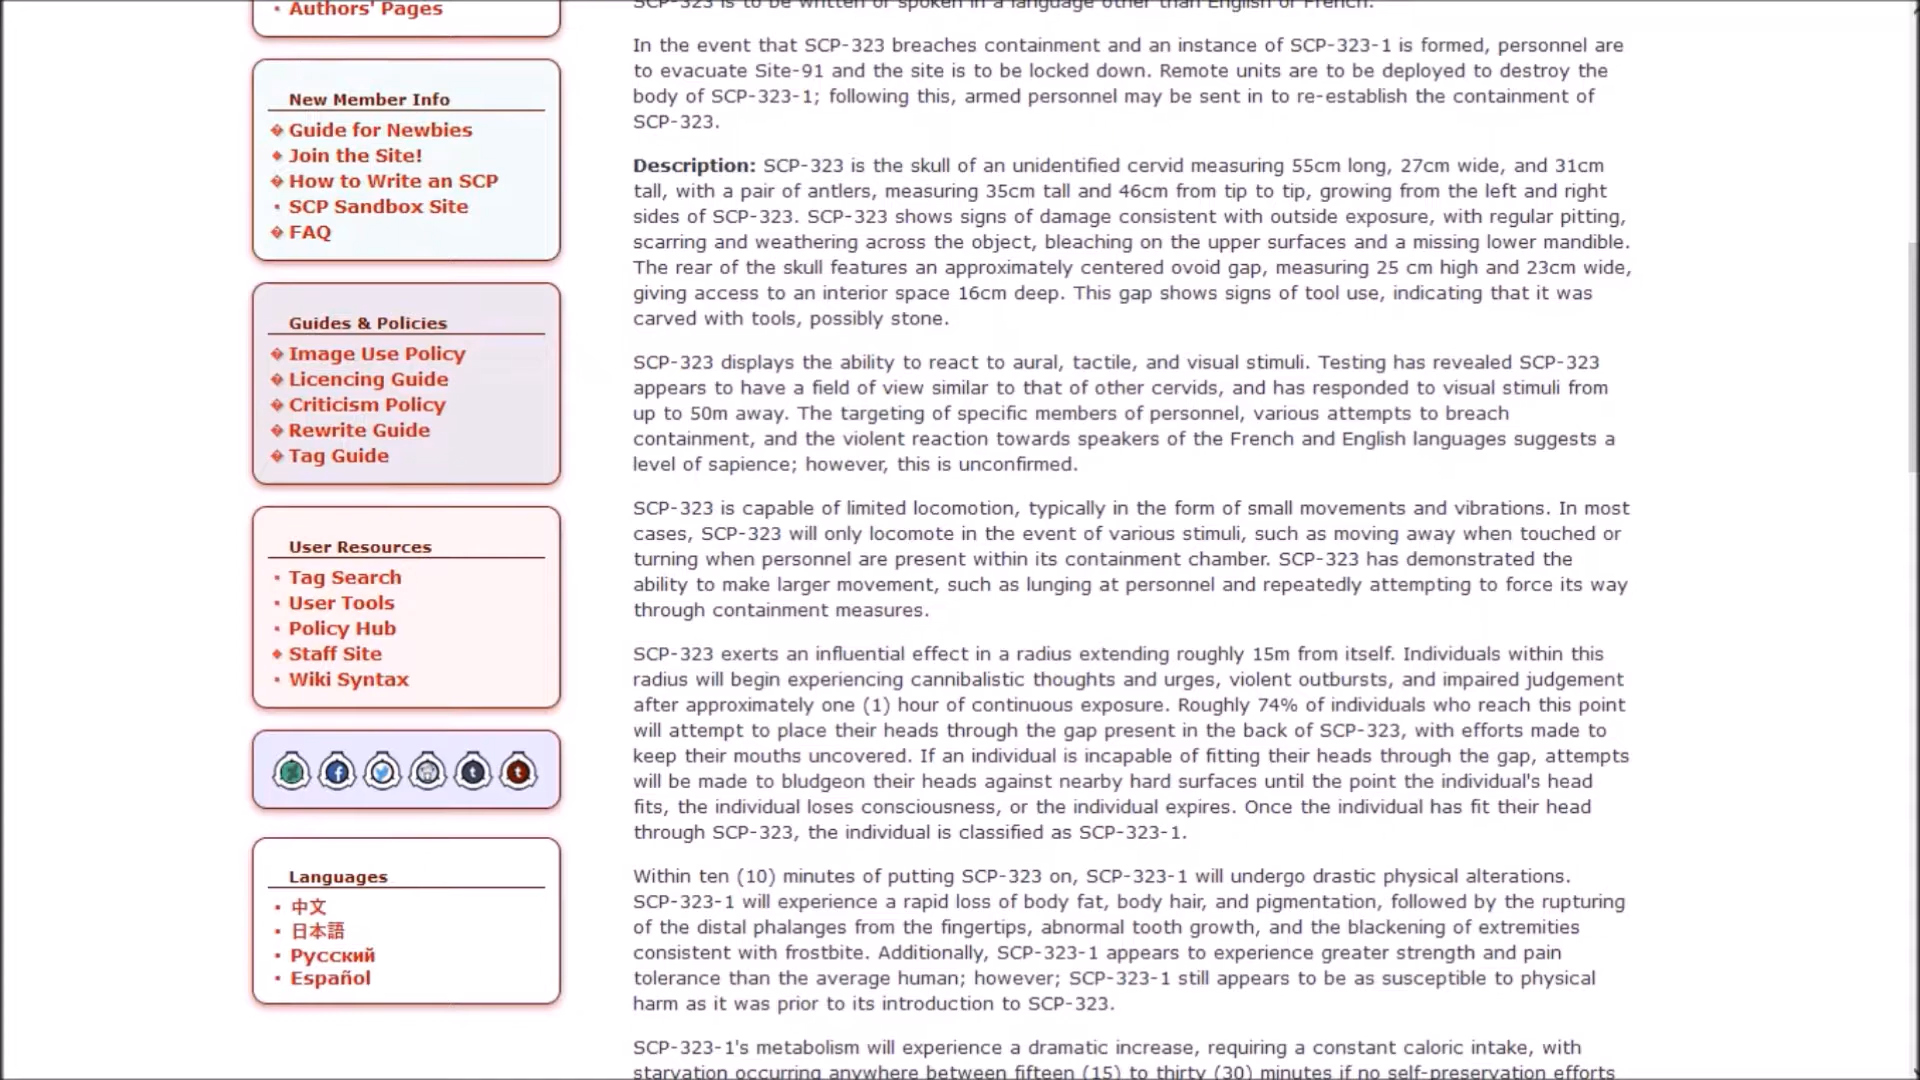 Authors' Pages
New Member Info
Guide for Newbies
Join the Site!
How to Write an SCP
SCP Sandbox Site
FAQ
Guides & Policies
Image Use Policy
Licencing Guide
Criticism Policy
Rewrite Guide
Tag Guide
User Resources
Tag Search
User Tools
Policy Hub
Staff Site
Wiki Syntax
Languages
中文
日本語
Русский
Español
SCP-323 is to be written or spoken in a language other than English or French.
In the event that SCP-323 breaches containment and an instance of SCP-323-1 is formed, personnel are
to evacuate Site-91 and the site is to be locked down. Remote units are to be deployed to destroy the
body of SCP-323-1; following this, armed personnel may be sent in to re-establish the containment of
SCP-323.
Description: SCP-323 is the skull of an unidentified cervid measuring 55cm long, 27cm wide, and 31cm
tall, with a pair of antlers, measuring 35cm tall and 46cm from tip to tip, growing from the left and right
sides of SCP-323. SCP-323 shows signs of damage consistent with outside exposure, with regular pitting,
scarring and weathering across the object, bleaching on the upper surfaces and a missing lower mandible.
The rear of the skull features an approximately centered ovoid gap, measuring 25 cm high and 23cm wide,
giving access to an interior space 16cm deep. This gap shows signs of tool use, indicating that it was
carved with tools, possibly stone.
SCP-323 displays the ability to react to aural, tactile, and visual stimuli. Testing has revealed SCP-323
appears to have a field of view similar to that of other cervids, and has responded to visual stimuli from
up to 50m away. The targeting of specific members of personnel, various attempts to breach
containment, and the violent reaction towards speakers of the French and English languages suggests a
level of sapience; however, this is unconfirmed.
SCP-323 is capable of limited locomotion, typically in the form of small movements and vibrations. In most
cases, SCP-323 will only locomote in the event of various stimuli, such as moving away when touched or
turning when personnel are present within its containment chamber. SCP-323 has demonstrated the
ability to make larger movement, such as lunging at personnel and repeatedly attempting to force its way
through containment measures.
SCP-323 exerts an influential effect in a radius extending roughly 15m from itself. Individuals within this
radius will begin experiencing cannibalistic thoughts and urges, violent outbursts, and impaired judgement
after approximately one (1) hour of continuous exposure. Roughly 74% of individuals who reach this point
will attempt to place their heads through the gap present in the back of SCP-323, with efforts made to
keep their mouths uncovered. If an individual is incapable of fitting their heads through the gap, attempts
will be made to bludgeon their heads against nearby hard surfaces until the point the individual's head
fits, the individual loses consciousness, or the individual expires. Once the individual has fit their head
through SCP-323, the individual is classified as SCP-323-1.
Within ten (10) minutes of putting SCP-323 on, SCP-323-1 will undergo drastic physical alterations.
SCP-323-1 will experience a rapid loss of body fat, body hair, and pigmentation, followed by the rupturing
of the distal phalanges from the fingertips, abnormal tooth growth, and the blackening of extremities
consistent with frostbite. Additionally, SCP-323-1 appears to experience greater strength and pain
tolerance than the average human; however; SCP-323-1 still appears to be as susceptible to physical
harm as it was prior to its introduction to SCP-323.
SCP-323-1's metabolism will experience a dramatic increase, requiring a constant caloric intake, with
starvation occurring anywhere between fifteen (15) to thirty (30) minutes if no self-preservation efforts